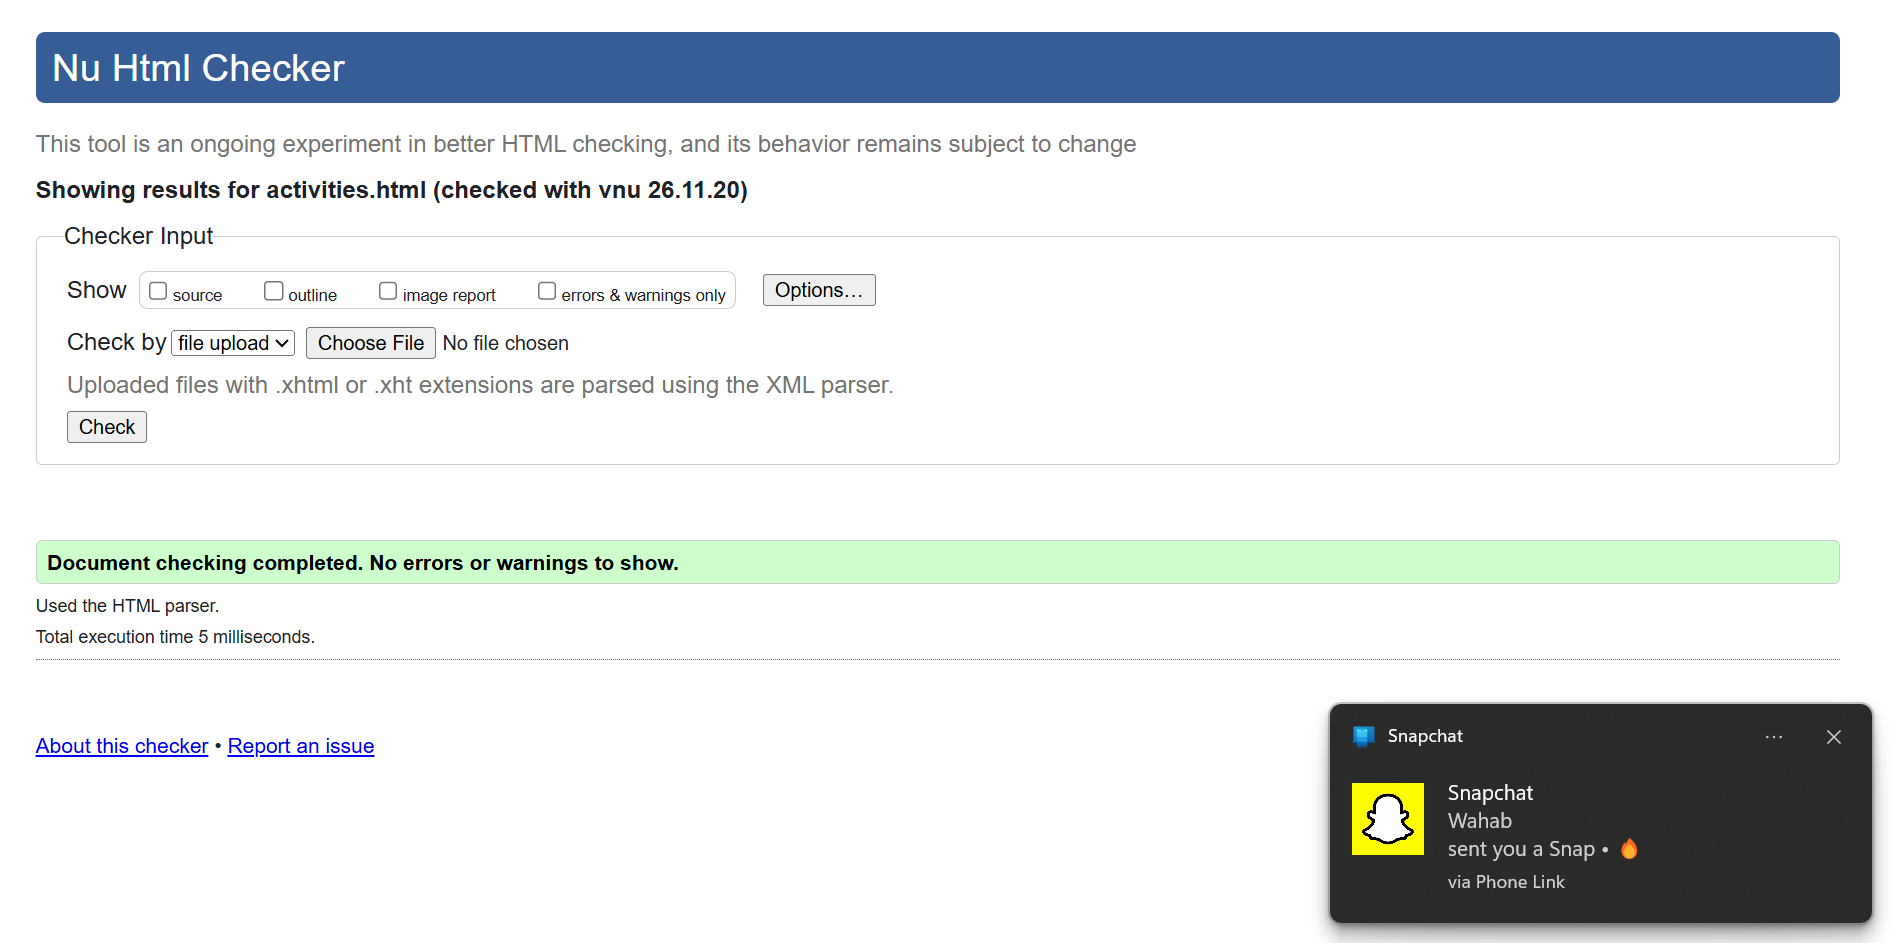 Nu Html Checker
This tool is an ongoing experiment in better HTML checking, and its behavior remains subject to change
Showing results for activities.html (checked with vnu 26.11.20)
Checker Input
Show source outline image report errors & warnings only Options…
Check by file upload Choose File No file chosen
Uploaded files with .xhtml or .xht extensions are parsed using the XML parser.
Check
Document checking completed. No errors or warnings to show.
Used the HTML parser.
Total execution time 5 milliseconds.
About this checker • Report an issue
Snapchat
Snapchat
Wahab
sent you a Snap • 🔥
via Phone Link